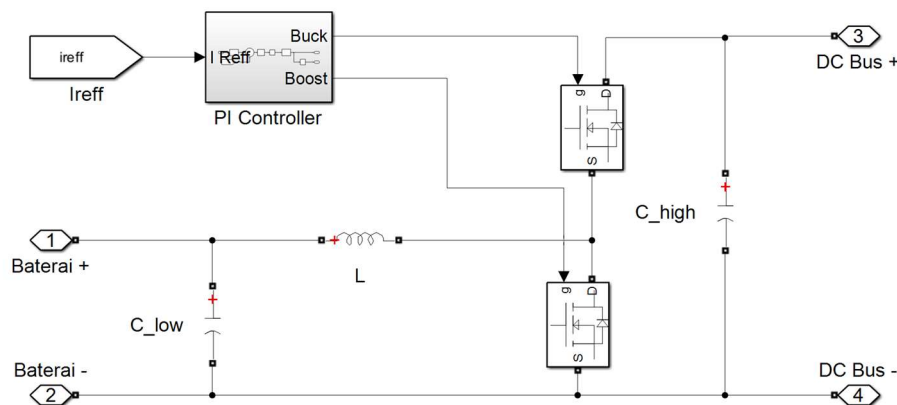 ireff
Ireff
I Reff
Buck
Boost
PI Controller
3
DC Bus +
g
D
S
+
C_high
1
Baterai +
+
L
+
C_low
g
D
S
Baterai -
2
DC Bus -
4